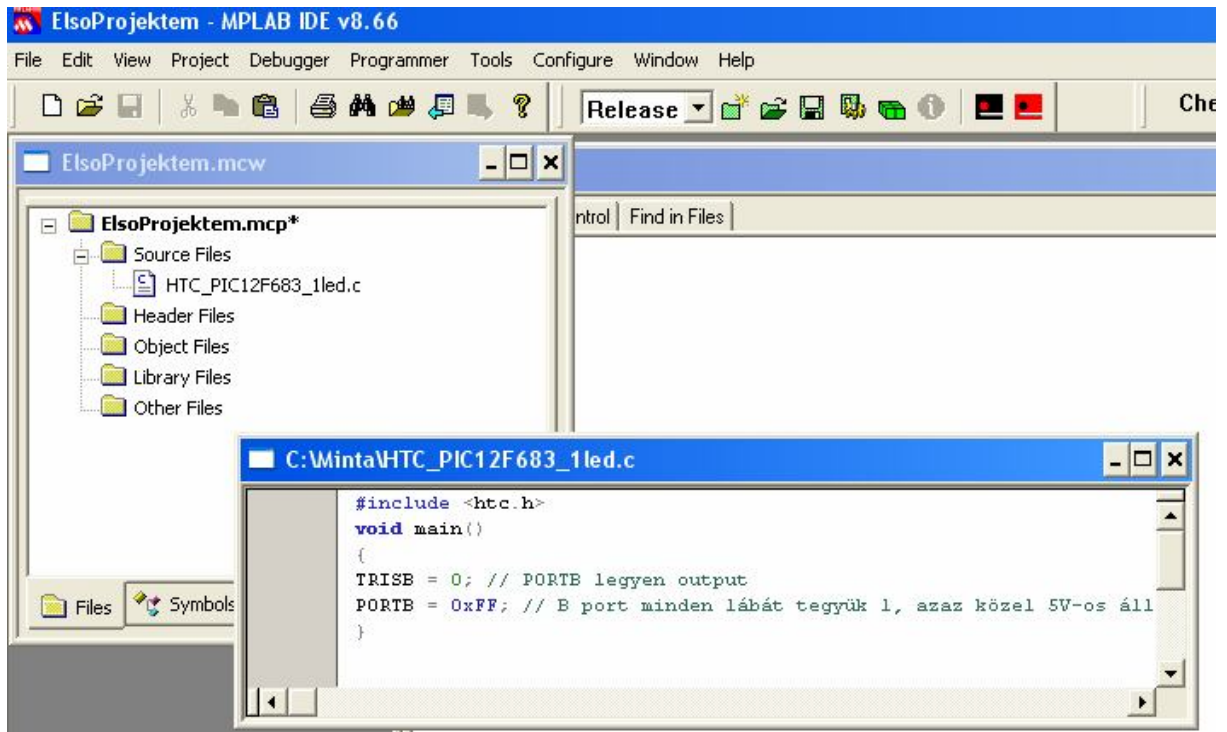 ElsoProjektem - MPLAB IDE v8.66
File Edit View Project Debugger Programmer Tools Configure Window Help
Release
Che
ElsoProjektem.mcw
ntrol Find in Files
ElsoProjektem.mcp*
Source Files
HTC_PIC12F683_1led.c
Header Files
Object Files
Library Files
Other Files
Files Symbols
C:\Minta\HTC_PIC12F683_1led.c
#include <htc.h>
void main()
{
TRISB = 0; // PORTB legyen output
PORTB = 0xFF; // B port minden lábát tegyük 1, azaz közel 5V-os áll
}